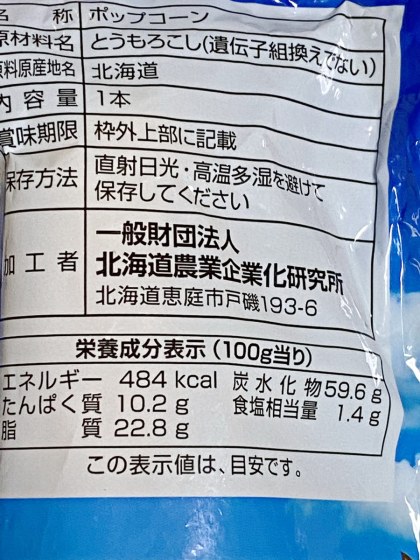 名 称 ポップコーン
原材料名 とうもろこし(遺伝子組換えでない)
原料原産地名 北海道
内容量 1本
賞味期限 枠外上部に記載
保存方法 直射日光・高温多湿を避けて
保存してください
加工者 一般財団法人
北海道農業企業化研究所
北海道恵庭市戸磯193-6
栄養成分表示(100g当り)
エネルギー 484 kcal 炭水化物 59.6 g
たんぱく質 10.2 g 食塩相当量 1.4 g
脂 質 22.8 g
この表示値は、目安です。